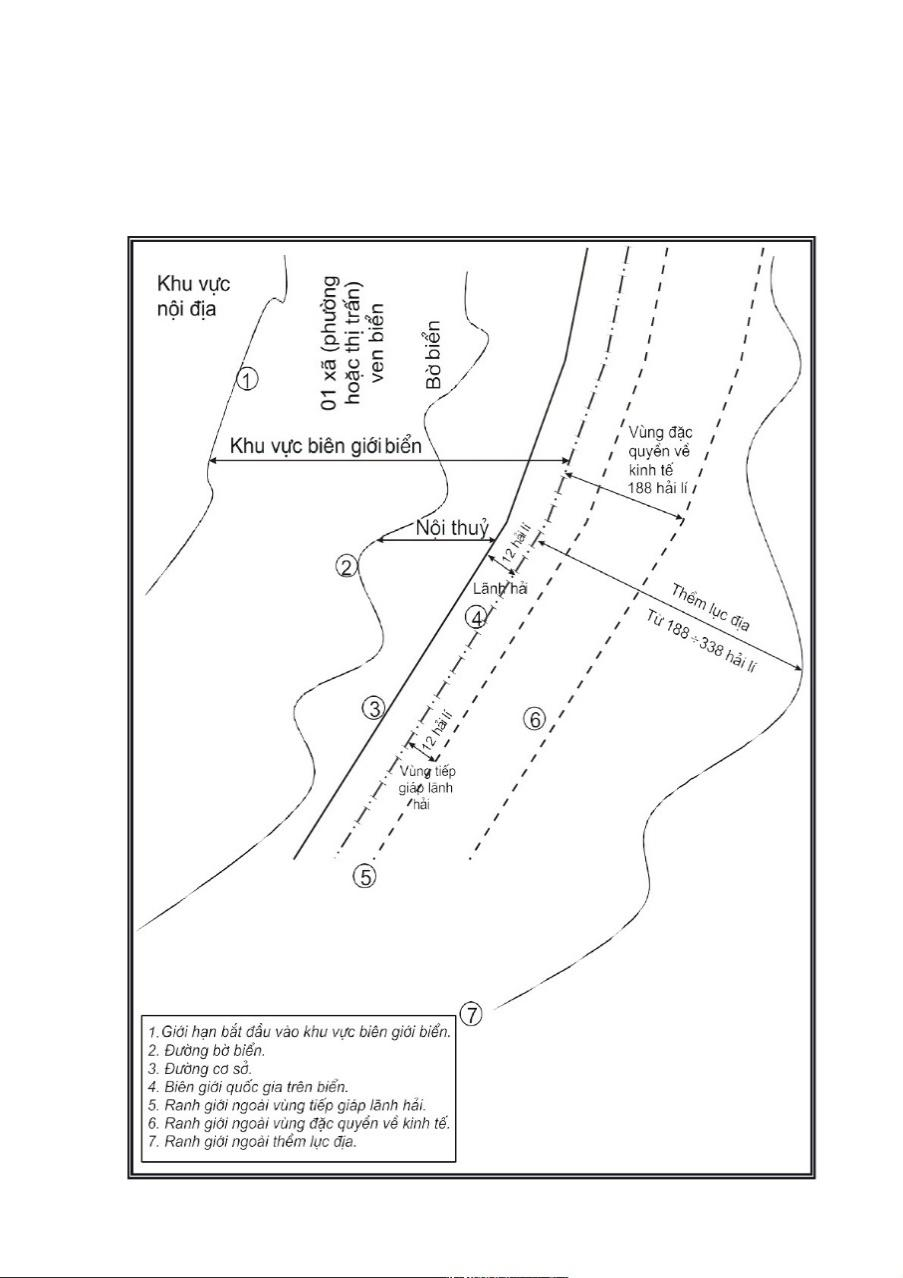 Khu vực
nội địa
01 xã (phường
hoặc thị trấn)
ven biển
Bờ biển
1
Khu vực biên giới biển
Vùng đặc
quyền về
kinh tế
188 hải lí
Nội thuỷ
12 hải lí
2
Lãnh hải
4
Thềm lục địa
Từ 188÷338 hải lí
3
6
12 hải lí
Vùng tiếp
giáp lãnh
hải
5
7
1. Giới hạn bắt đầu vào khu vực biên giới biển.
2. Đường bờ biển.
3. Đường cơ sở.
4. Biên giới quốc gia trên biển.
5. Ranh giới ngoài vùng tiếp giáp lãnh hải.
6. Ranh giới ngoài vùng đặc quyền về kinh tế.
7. Ranh giới ngoài thềm lục địa.